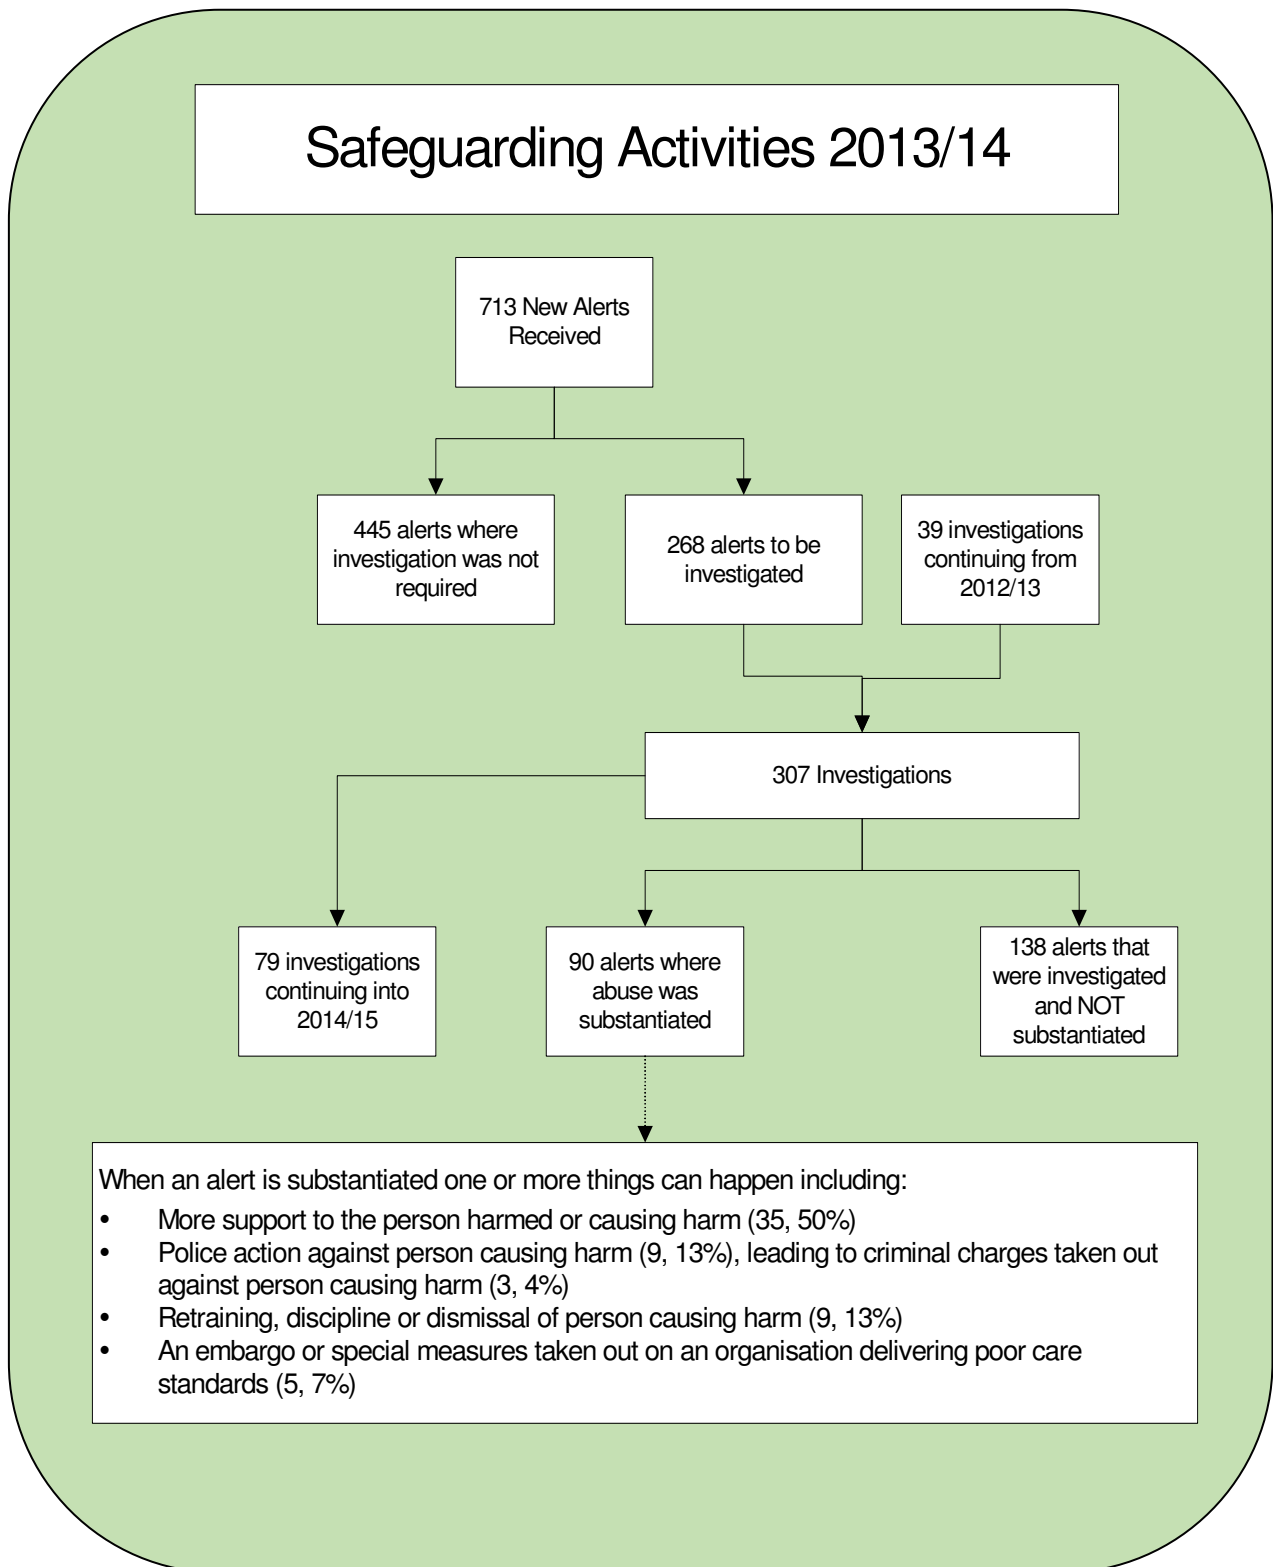 Safeguarding Activities 2013/14
713 New Alerts
Received
445 alerts where
investigation was not
required
268 alerts to be
investigated
39 investigations
continuing from
2012/13
307 Investigations
79 investigations
continuing into
2014/15
90 alerts where
abuse was
substantiated
138 alerts that
were investigated
and NOT
substantiated
When an alert is substantiated one or more things can happen including:
• More support to the person harmed or causing harm (35, 50%)
• Police action against person causing harm (9, 13%), leading to criminal charges taken out
against person causing harm (3, 4%)
• Retraining, discipline or dismissal of person causing harm (9, 13%)
• An embargo or special measures taken out on an organisation delivering poor care
standards (5, 7%)